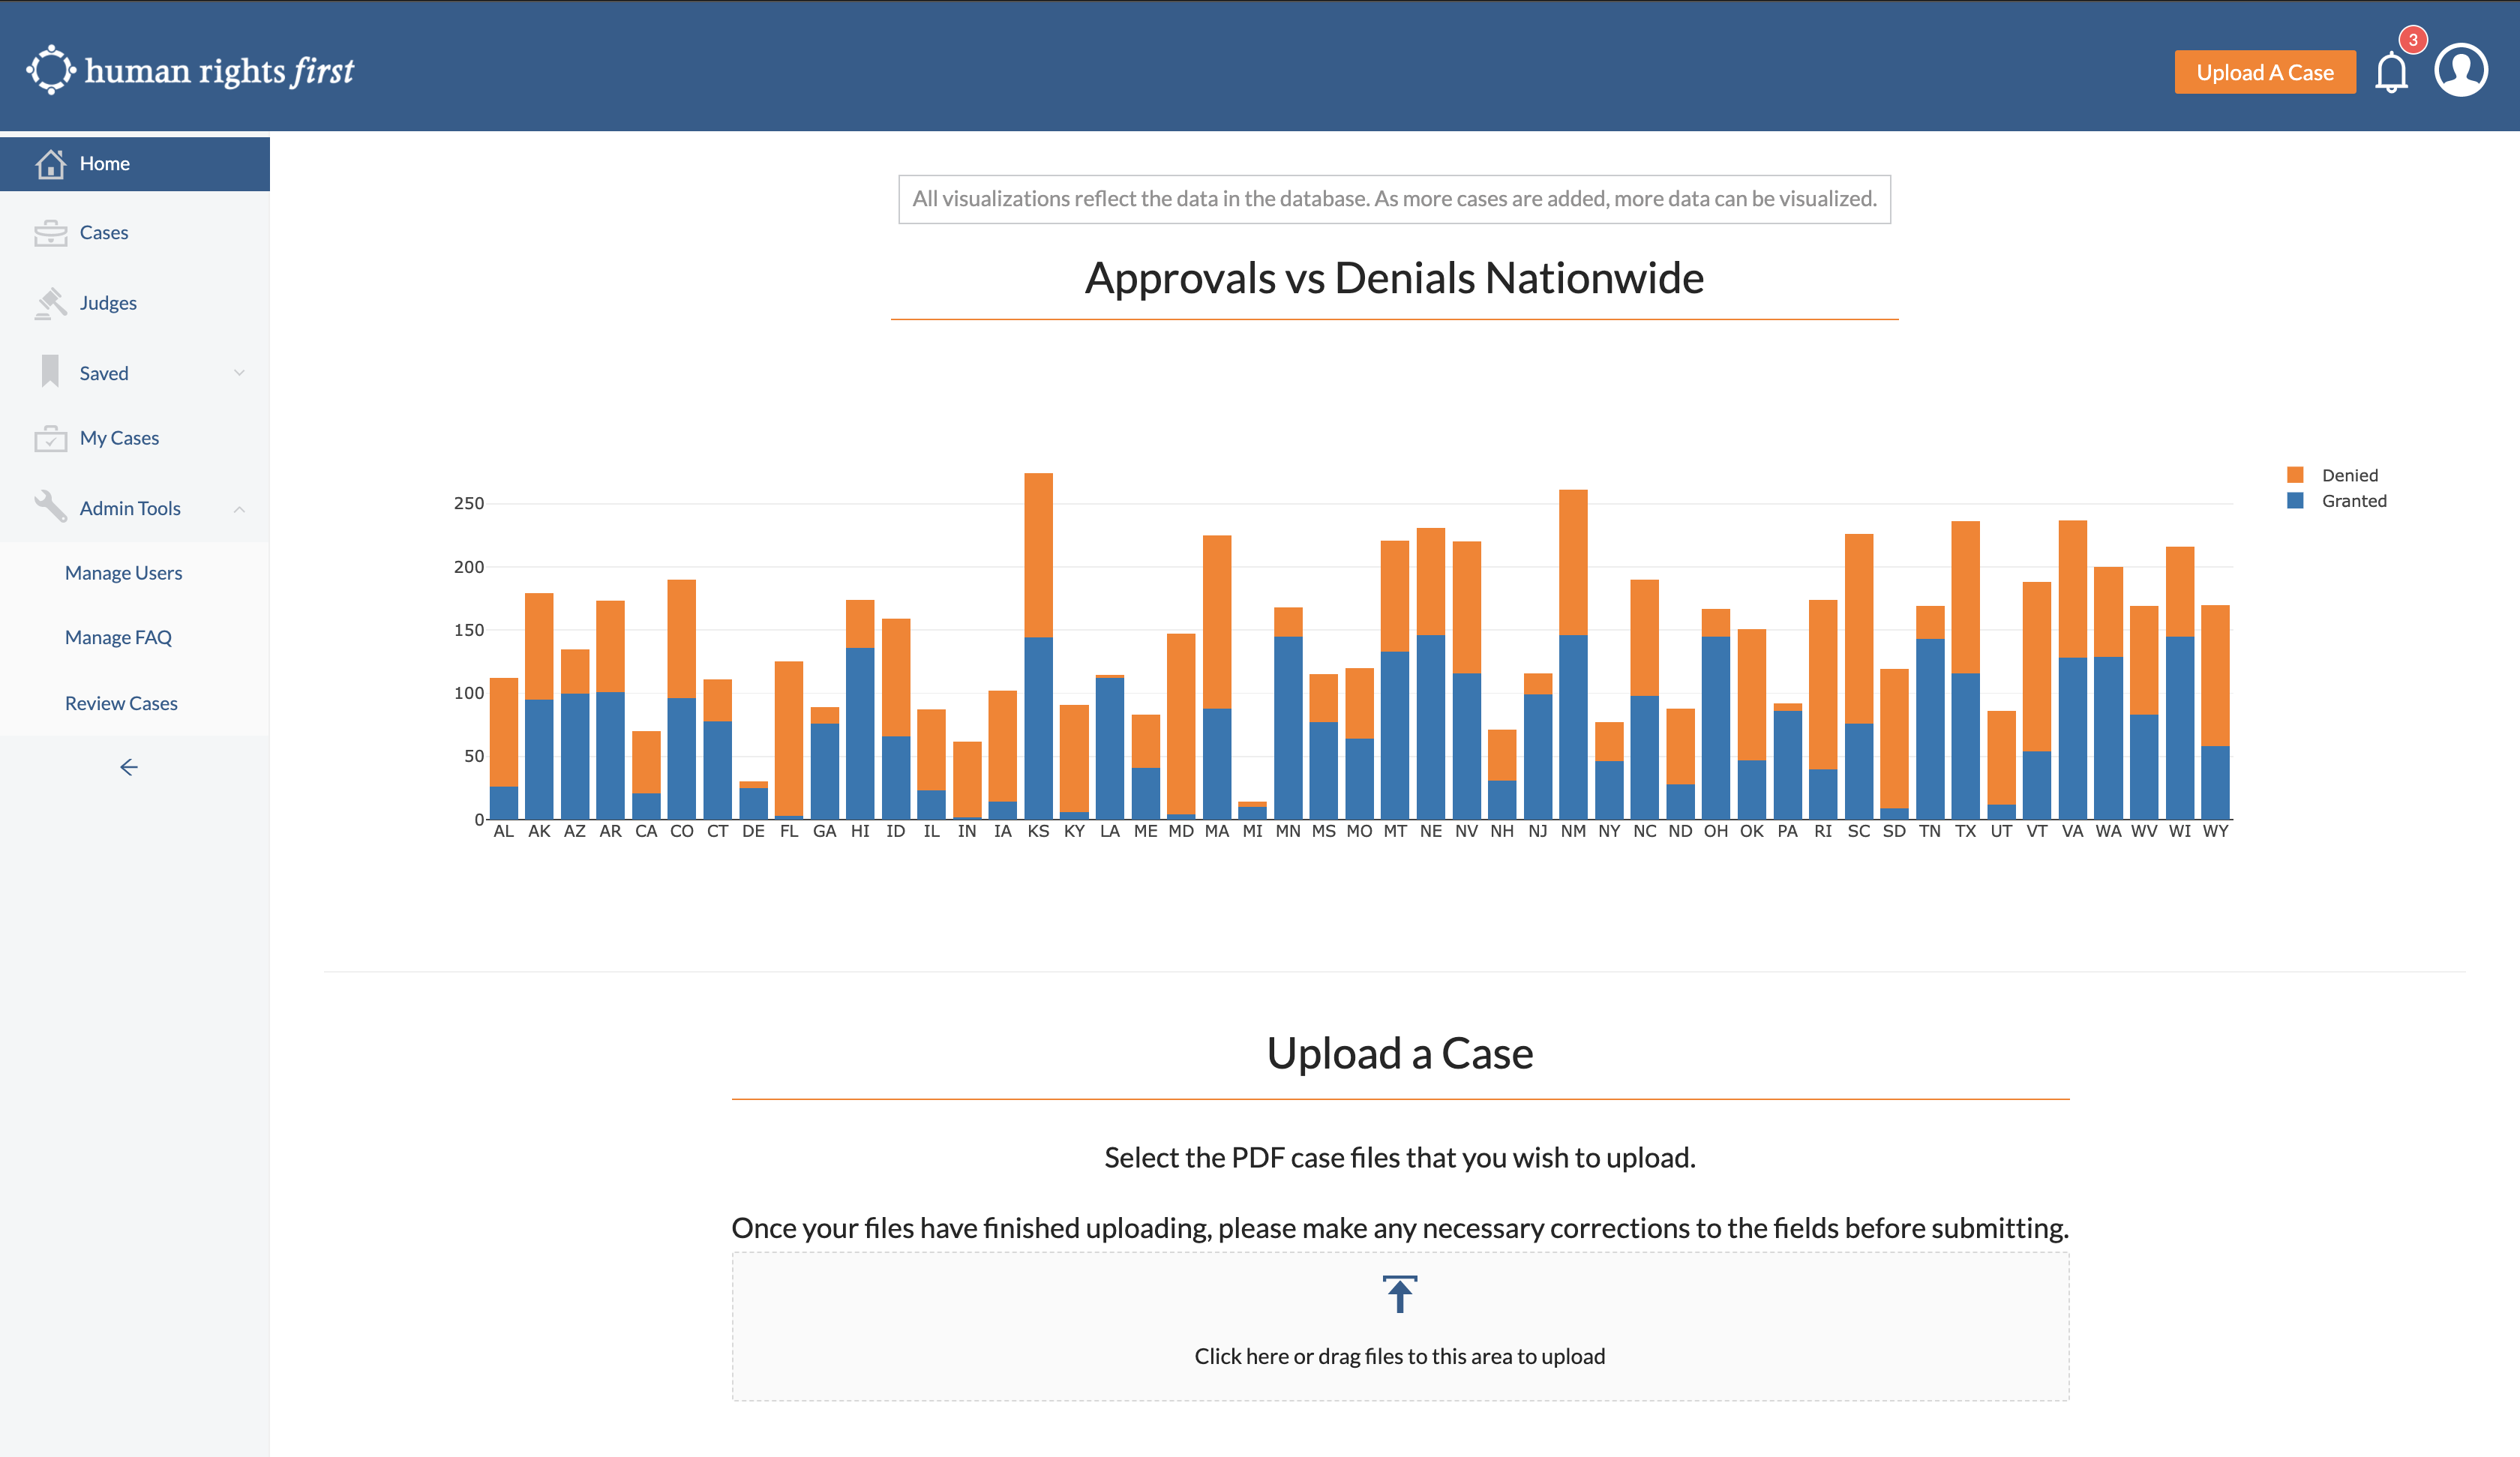 human rights first
Upload A Case
3
Home
Cases
Judges
Saved
My Cases
Admin Tools
Manage Users
Manage FAQ
Review Cases
All visualizations reflect the data in the database. As more cases are added, more data can be visualized.
Approvals vs Denials Nationwide
250
200
150
100
50
0
AL AK AZ AR CA CO CT DE FL GA HI ID IL IN IA KS KY LA ME MD MA MI MN MS MO MT NE NV NH NJ NM NY NC ND OH OK PA RI SC SD TN TX UT VT VA WA WV WI WY
Denied
Granted
Upload a Case
Select the PDF case files that you wish to upload.
Once your files have finished uploading, please make any necessary corrections to the fields before submitting.
Click here or drag files to this area to upload